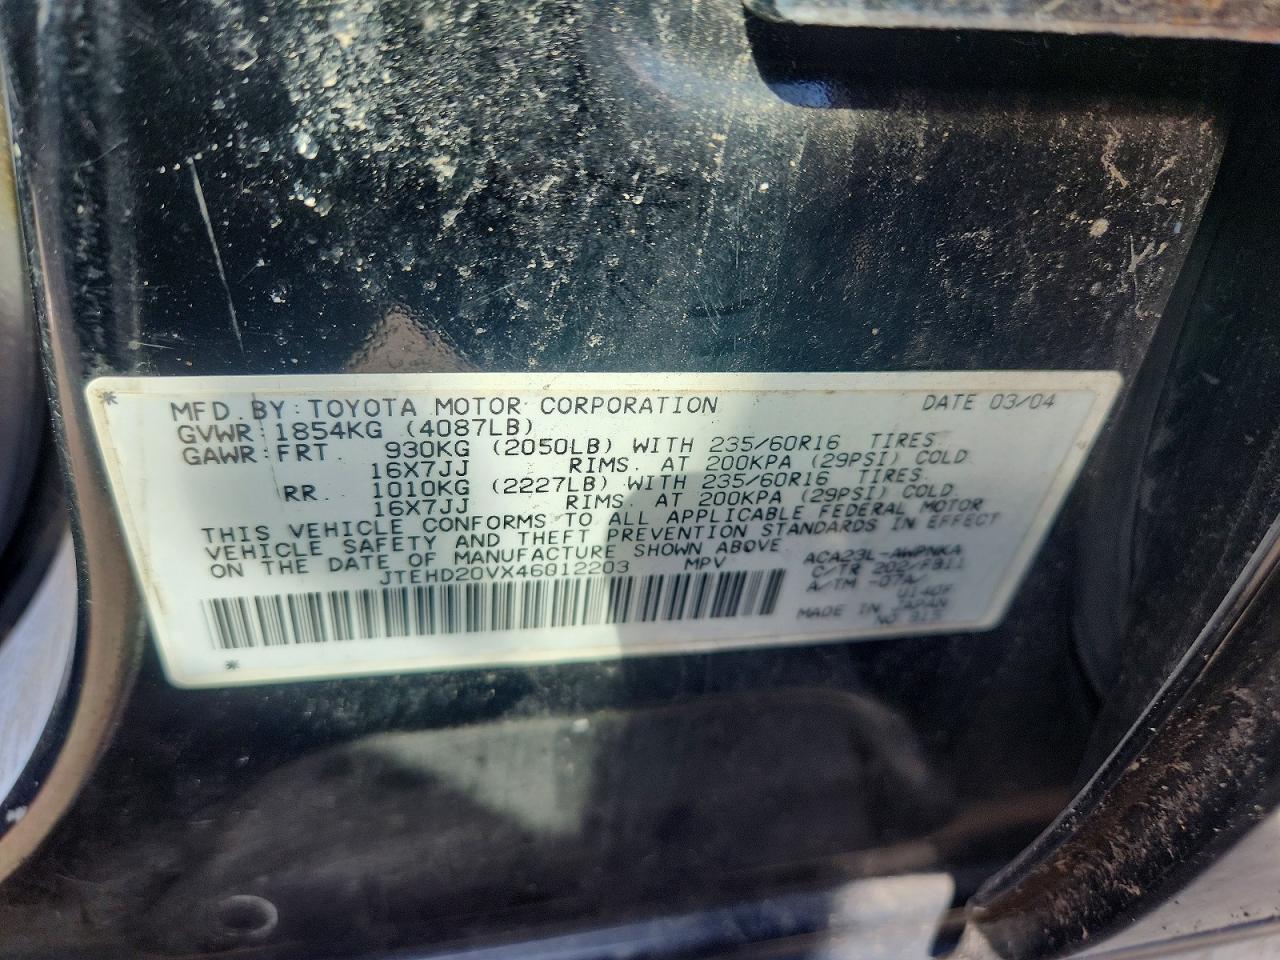 *
MFD. BY: TOYOTA MOTOR CORPORATION DATE 03/04
GVWR: 1854KG (4087LB)
GAWR: FRT. 930KG (2050LB) WITH 235/60R16 TIRES.
16X7JJ RIMS. AT 200KPA (29PSI) COLD
RR. 1010KG (2227LB) WITH 235/60R16 TIRES.
16X7JJ RIMS. AT 200KPA (29PSI) COLD
THIS VEHICLE CONFORMS TO ALL APPLICABLE FEDERAL MOTOR
VEHICLE SAFETY AND THEFT PREVENTION STANDARDS IN EFFECT
ON THE DATE OF MANUFACTURE SHOWN ABOVE
JTEHD20VX46012203 MPV
ACA23L-AWPNKA
C/TR 202/FB11
A/TM -07A/
U140F
MADE IN JAPAN
NO.
*